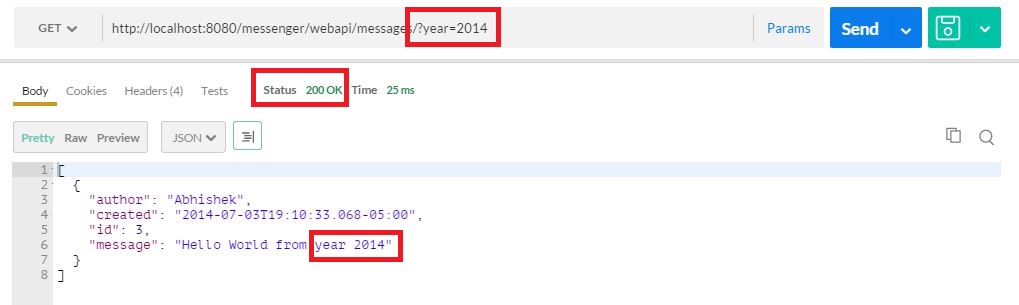 GET http://localhost:8080/messenger/webapi/messages/?year=2014 Params Send
Body Cookies Headers (4) Tests Status 200 OK Time 25 ms
Pretty Raw Preview JSON
1 [
2 {
3 "author": "Abhishek",
4 "created": "2014-07-03T19:10:33.068-05:00",
5 "id": 3,
6 "message": "Hello World from year 2014"
7 }
8 ]